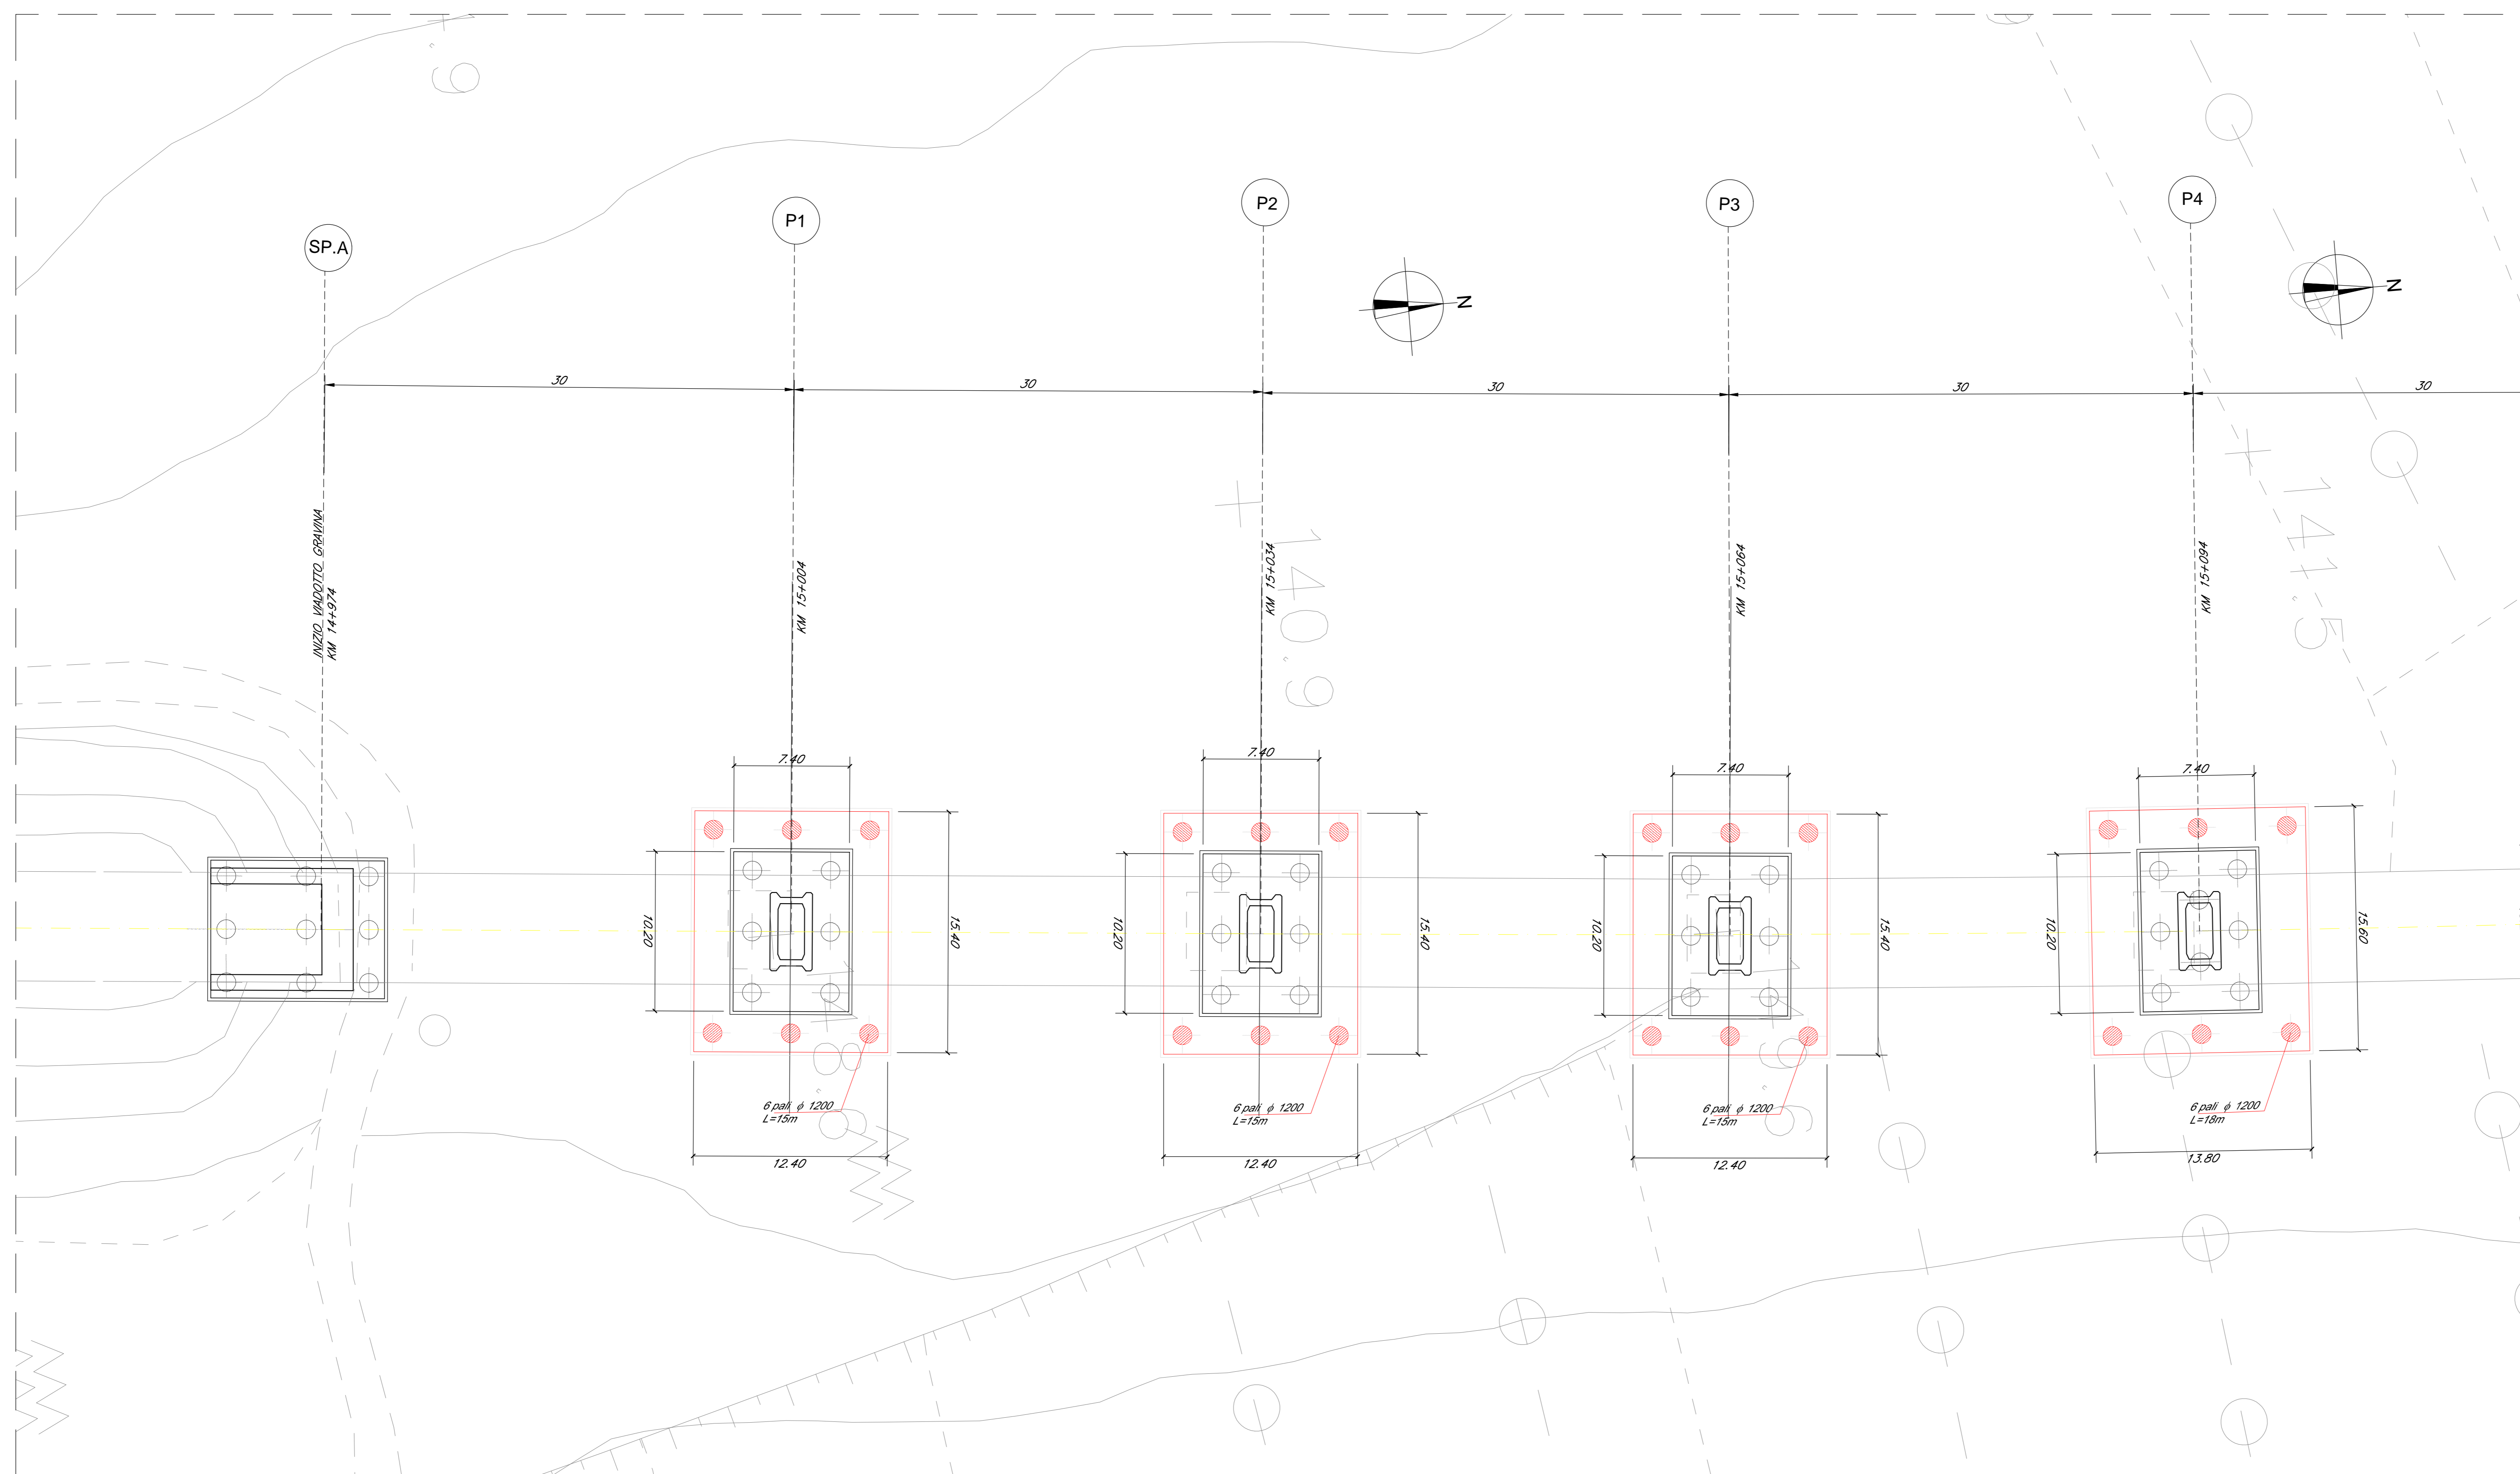 SP.A
P1
P2
P3
P4
N
N
30
30
30
30
30
INIZIO VIADOTTO GRAVINA
KM 14+974
KM 15+004
KM 15+034
KM 15+064
KM 15+094
140.9
141.5
7.40
7.40
7.40
7.40
10.20
15.40
10.20
15.40
10.20
15.40
10.20
15.60
6 pali φ 1200
L=15m
6 pali φ 1200
L=15m
6 pali φ 1200
L=15m
6 pali φ 1200
L=18m
12.40
12.40
12.40
13.80